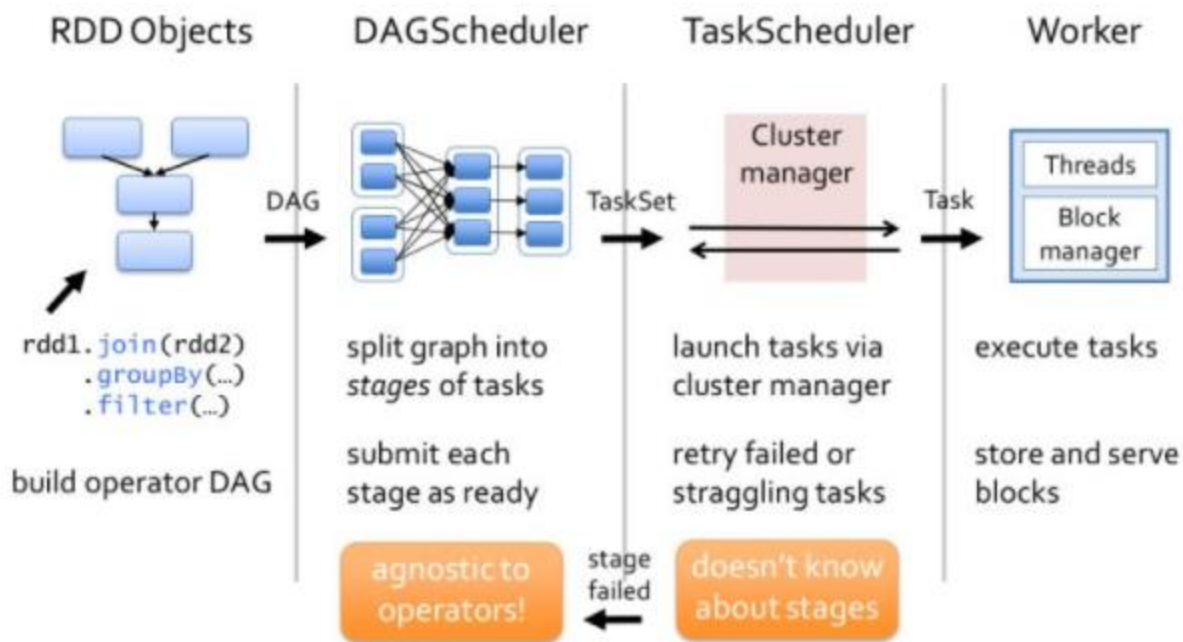 RDD Objects
DAGScheduler
TaskScheduler
Worker
DAG
TaskSet
Cluster
manager
Task
Threads
Block
manager
rdd1.join(rdd2)
.groupBy(…)
.filter(…)
build operator DAG
split graph into
stages of tasks
submit each
stage as ready
agnostic to
operators!
launch tasks via
cluster manager
retry failed or
straggling tasks
stage
failed
doesn't know
about stages
execute tasks
store and serve
blocks